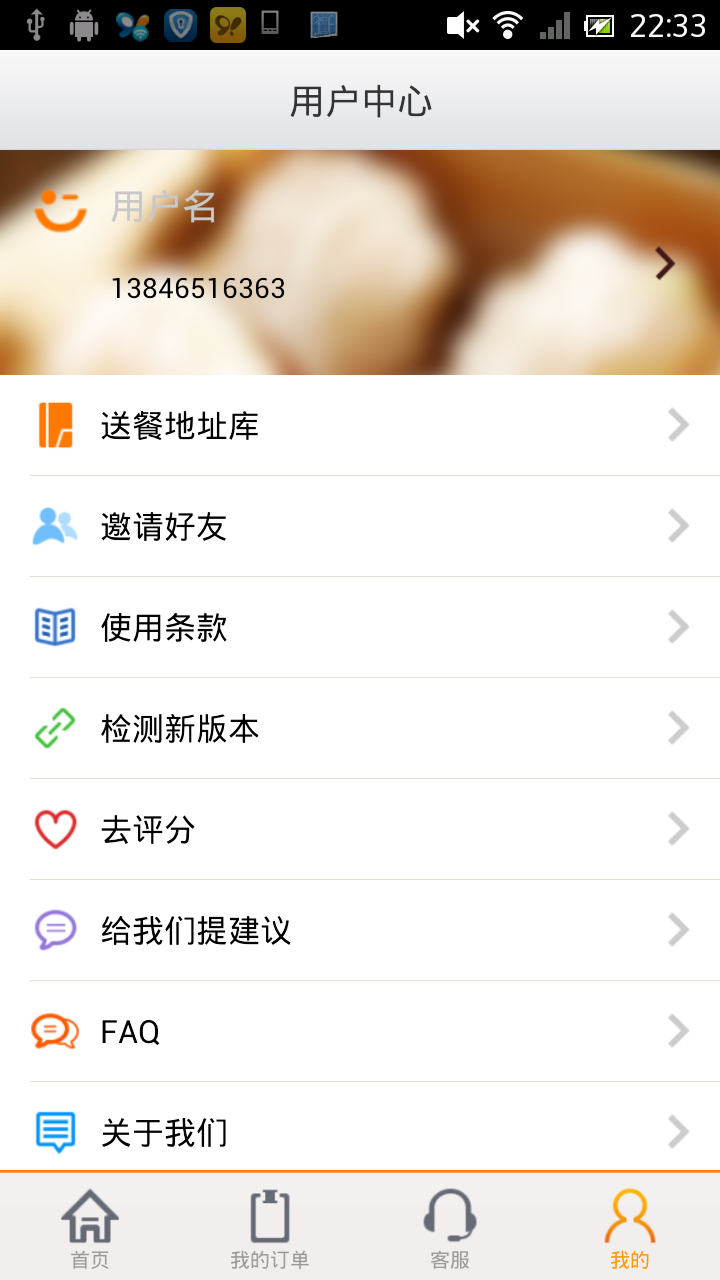 22:33
用户中心
用户名
13846516363
送餐地址库
邀请好友
使用条款
检测新版本
去评分
给我们提建议
FAQ
关于我们
首页 我的订单 客服 我的